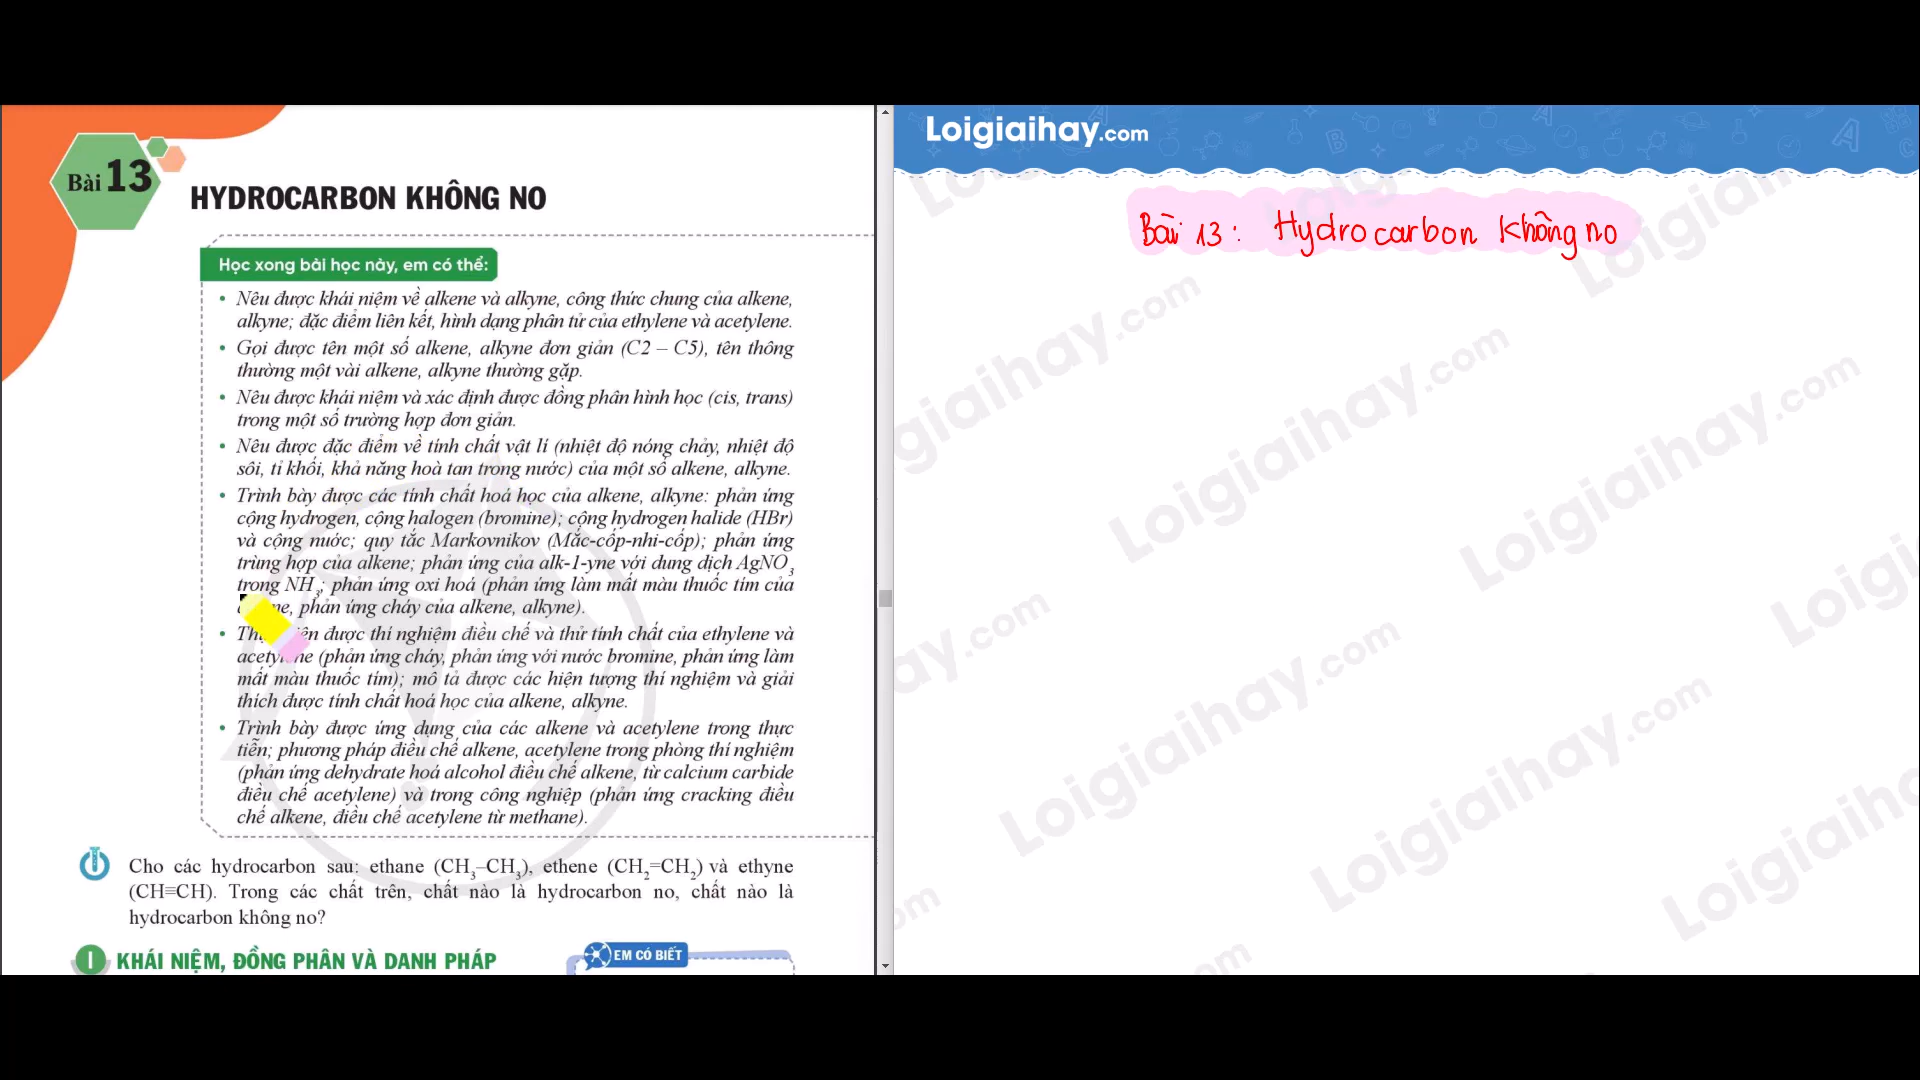 Bài 13
HYDROCARBON KHÔNG NO
Học xong bài học này, em có thể:
• Nêu được khái niệm về alkene và alkyne, công thức chung của alkene,
alkyne; đặc điểm liên kết, hình dạng phân tử của ethylene và acetylene.
• Gọi được tên một số alkene, alkyne đơn giản (C2 – C5), tên thông
thường một vài alkene, alkyne thường gặp.
• Nêu được khái niệm và xác định được đồng phân hình học (cis, trans)
trong một số trường hợp đơn giản.
• Nêu được đặc điểm về tính chất vật lí (nhiệt độ nóng chảy, nhiệt độ
sôi, tỉ khối, khả năng hoà tan trong nước) của một số alkene, alkyne.
• Trình bày được các tính chất hoá học của alkene, alkyne: phản ứng
cộng hydrogen, cộng halogen (bromine); cộng hydrogen halide (HBr)
và cộng nước; quy tắc Markovnikov (Mắc-cốp-nhi-cốp); phản ứng
trùng hợp của alkene; phản ứng của alk-1-yne với dung dịch AgNO₃
trong NH₃; phản ứng oxi hoá (phản ứng làm mất màu thuốc tím của
phản ứng cháy của alkene, alkyne).
• được thí nghiệm điều chế và thử tính chất của ethylene và
acetylene (phản ứng cháy, phản ứng với nước bromine, phản ứng làm
mất màu thuốc tím); mô tả được các hiện tượng thí nghiệm và giải
thích được tính chất hoá học của alkene, alkyne.
• Trình bày được ứng dụng của các alkene và acetylene trong thực
tiễn; phương pháp điều chế alkene, acetylene trong phòng thí nghiệm
(phản ứng dehydrate hoá alcohol điều chế alkene, từ calcium carbide
điều chế acetylene) và trong công nghiệp (phản ứng cracking điều
chế alkene, điều chế acetylene từ methane).
Cho các hydrocarbon sau: ethane (CH₃–CH₃), ethene (CH₂=CH₂) và ethyne
(CH≡CH). Trong các chất trên, chất nào là hydrocarbon no, chất nào là
hydrocarbon không no?
I KHÁI NIỆM, ĐỒNG PHÂN VÀ DANH PHÁP
EM CÓ BIẾT
Loigiaihay.com
Bài 13: Hydrocarbon không no